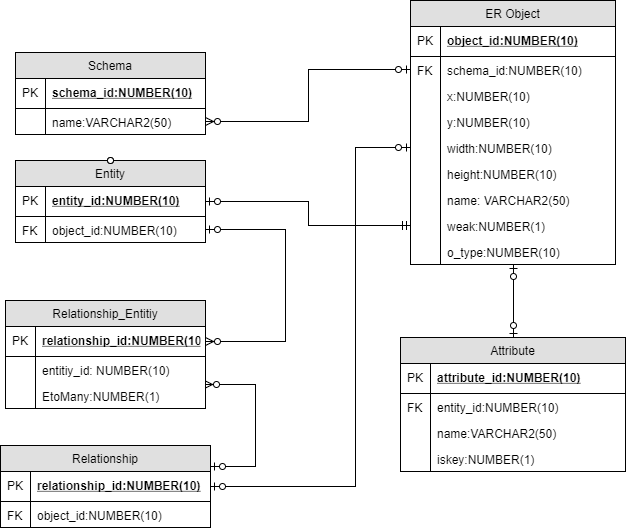 ER Object
PK object_id:NUMBER(10)
FK schema_id:NUMBER(10)
x:NUMBER(10)
y:NUMBER(10)
width:NUMBER(10)
height:NUMBER(10)
name: VARCHAR2(50)
weak:NUMBER(1)
o_type:NUMBER(10)
Schema
PK schema_id:NUMBER(10)
name:VARCHAR2(50)
Entity
PK entity_id:NUMBER(10)
FK object_id:NUMBER(10)
Relationship_Entitiy
PK relationship_id:NUMBER(10
entitiy_id: NUMBER(10)
EtoMany:NUMBER(1)
Attribute
PK attribute_id:NUMBER(10)
FK entity_id:NUMBER(10)
name:VARCHAR2(50)
iskey:NUMBER(1)
Relationship
PK relationship_id:NUMBER(10)
FK object_id:NUMBER(10)